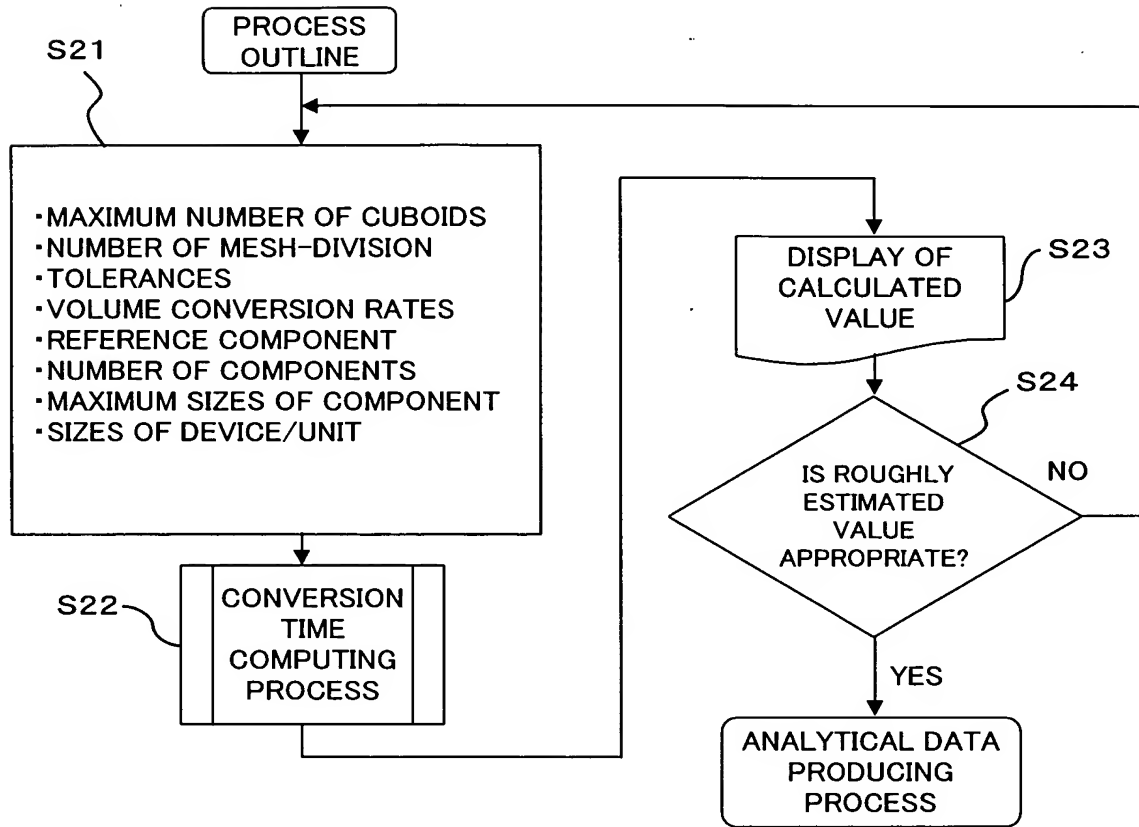 PROCESS
OUTLINE
S21
・MAXIMUM NUMBER OF CUBOIDS
・NUMBER OF MESH-DIVISION
・TOLERANCES
・VOLUME CONVERSION RATES
・REFERENCE COMPONENT
・NUMBER OF COMPONENTS
・MAXIMUM SIZES OF COMPONENT
・SIZES OF DEVICE/UNIT
S22
CONVERSION
TIME
COMPUTING
PROCESS
DISPLAY OF
CALCULATED
VALUE
S23
S24
IS ROUGHLY
ESTIMATED
VALUE
APPROPRIATE?
NO
YES
ANALYTICAL DATA
PRODUCING
PROCESS